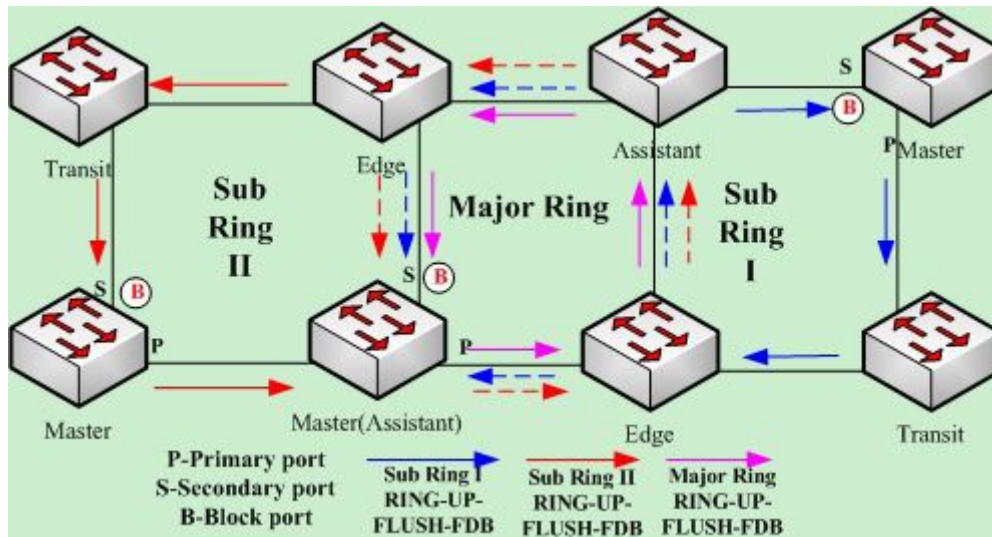 S
B
Transit
Edge
Assistant
P
Master
Sub
Ring
II
Major Ring
Sub
Ring
I
S
B
S
B
P
P
Master
Master(Assistant)
Edge
Transit
P-Primary port
S-Secondary port
B-Block port
Sub Ring I
RING-UP-
FLUSH-FDB
Sub Ring II
RING-UP-
FLUSH-FDB
Major Ring
RING-UP-
FLUSH-FDB